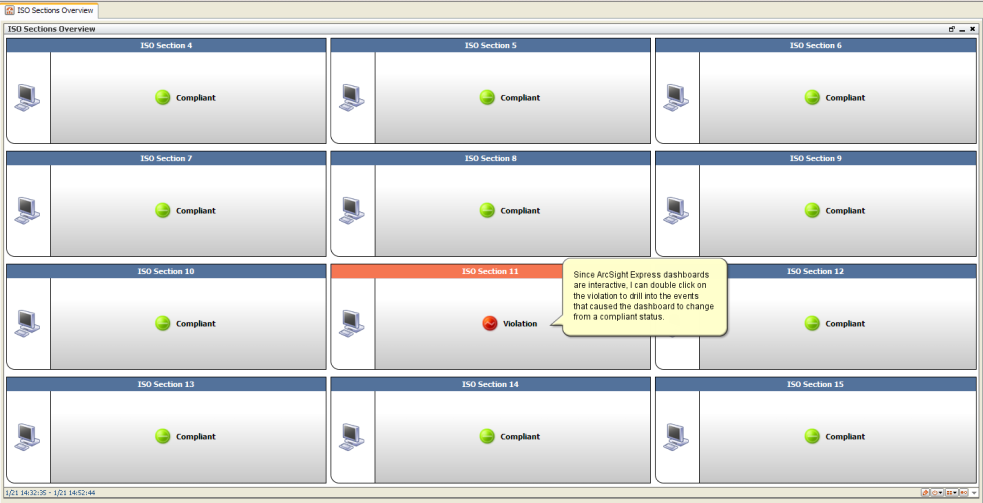 ISO Sections Overview
ISO Sections Overview
ISO Section 4
ISO Section 5
ISO Section 6
Compliant
Compliant
Compliant
ISO Section 7
ISO Section 8
ISO Section 9
Compliant
Compliant
Compliant
ISO Section 10
ISO Section 11
ISO Section 12
Violation
Since ArcSight Express dashboards
are interactive, I can double click on
the violation to drill into the events
that caused the dashboard to change
from a compliant status.
Compliant
Compliant
ISO Section 13
ISO Section 14
ISO Section 15
Compliant
Compliant
Compliant
1/21 14:32:35 - 1/21 14:52:44